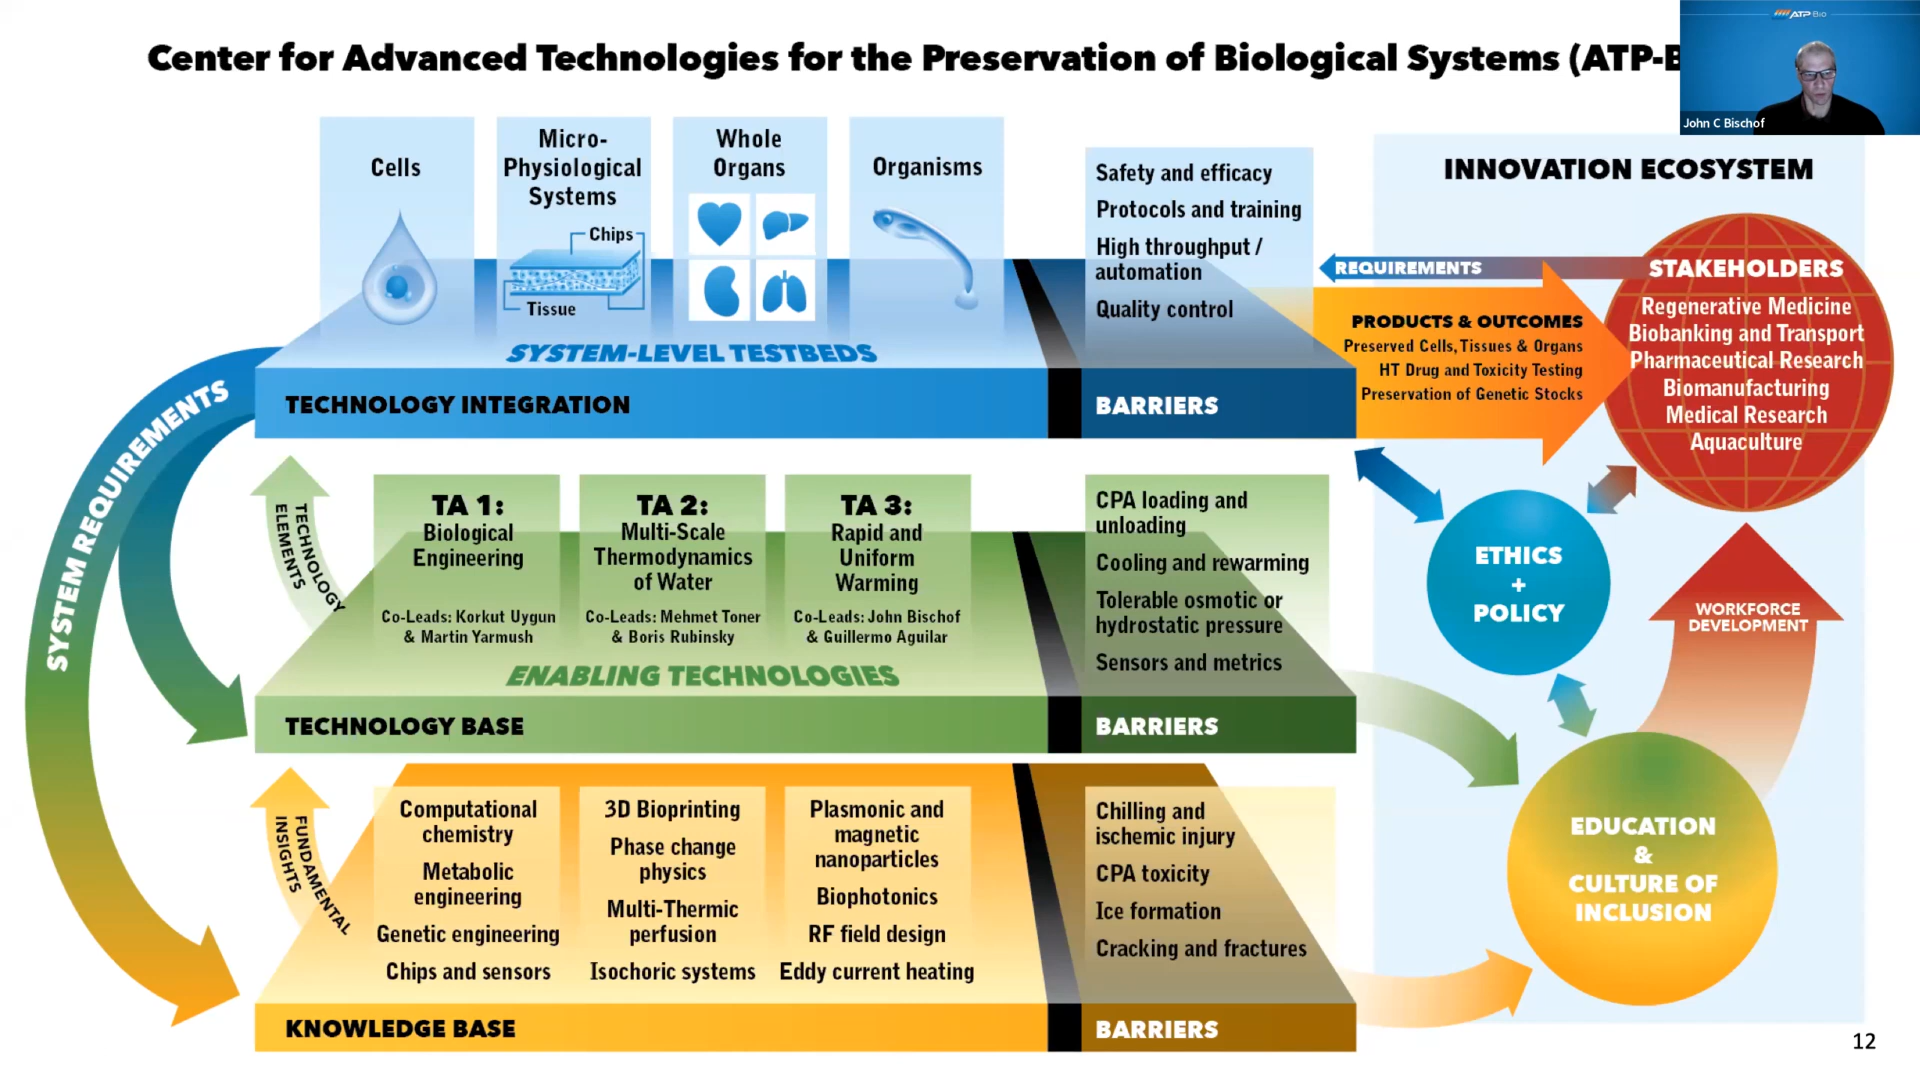 Center for Advanced Technologies for the Preservation of Biological Systems (ATP-B
ATP Bio
John C Bischof
Cells
Micro-
Physiological
Systems
Chips
Tissue
Whole
Organs
Organisms
SYSTEM-LEVEL TESTBEDS
TECHNOLOGY INTEGRATION
Safety and efficacy
Protocols and training
High throughput /
automation
Quality control
BARRIERS
INNOVATION ECOSYSTEM
REQUIREMENTS
PRODUCTS & OUTCOMES
Preserved Cells, Tissues & Organs
HT Drug and Toxicity Testing
Preservation of Genetic Stocks
STAKEHOLDERS
Regenerative Medicine
Biobanking and Transport
Pharmaceutical Research
Biomanufacturing
Medical Research
Aquaculture
SYSTEM REQUIREMENTS
TECHNOLOGY
ELEMENTS
TA 1:
Biological
Engineering
Co-Leads: Korkut Uygun
& Martin Yarmush
TA 2:
Multi-Scale
Thermodynamics
of Water
Co-Leads: Mehmet Toner
& Boris Rubinsky
TA 3:
Rapid and
Uniform
Warming
Co-Leads: John Bischof
& Guillermo Aguilar
ENABLING TECHNOLOGIES
TECHNOLOGY BASE
CPA loading and
unloading
Cooling and rewarming
Tolerable osmotic or
hydrostatic pressure
Sensors and metrics
BARRIERS
ETHICS
+
POLICY
WORKFORCE
DEVELOPMENT
FUNDAMENTAL
INSIGHTS
Computational
chemistry
Metabolic
engineering
Genetic engineering
Chips and sensors
3D Bioprinting
Phase change
physics
Multi-Thermic
perfusion
Isochoric systems
Plasmonic and
magnetic
nanoparticles
Biophotonics
RF field design
Eddy current heating
KNOWLEDGE BASE
Chilling and
ischemic injury
CPA toxicity
Ice formation
Cracking and fractures
BARRIERS
EDUCATION
&
CULTURE OF
INCLUSION
12